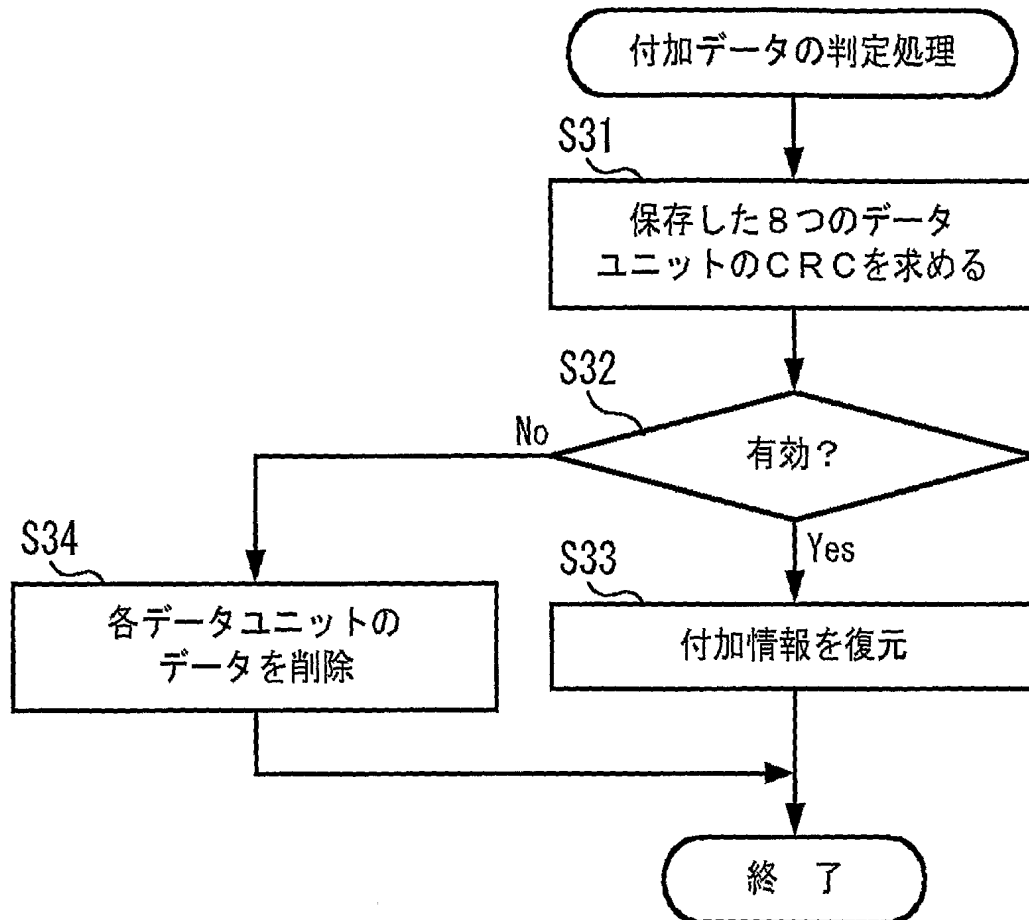 付加データの判定処理
S31
保存した８つのデータ
ユニットのＣＲＣを求める
S32
No
有効？
Yes
S34
各データユニットの
データを削除
S33
付加情報を復元
終 了